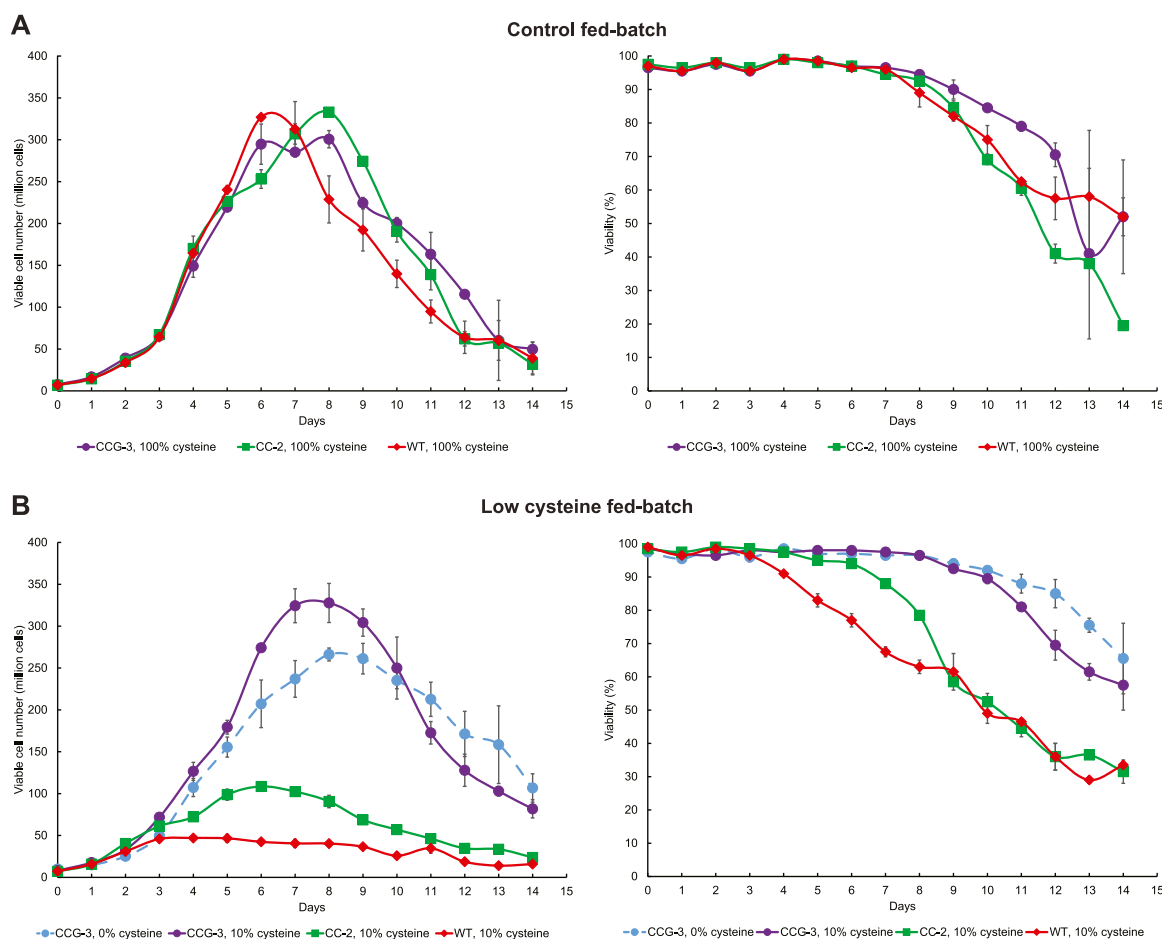 A
Control fed-batch
Viable cell number (million cells)
400
350
300
250
200
150
100
50
0
0 1 2 3 4 5 6 7 8 9 10 11 12 13 14 15
Days
CCG-3, 100% cysteine CC-2, 100% cysteine WT, 100% cysteine
Viability (%)
100
90
80
70
60
50
40
30
20
10
0
0 1 2 3 4 5 6 7 8 9 10 11 12 13 14 15
Days
CCG-3, 100% cysteine CC-2, 100% cysteine WT, 100% cysteine
B
Low cysteine fed-batch
Viable cell number (million cells)
400
350
300
250
200
150
100
50
0
0 1 2 3 4 5 6 7 8 9 10 11 12 13 14 15
Days
CCG-3, 0% cysteine CCG-3, 10% cysteine CC-2, 10% cysteine WT, 10% cysteine
Viability (%)
100
90
80
70
60
50
40
30
20
10
0
0 1 2 3 4 5 6 7 8 9 10 11 12 13 14 15
Days
CCG-3, 0% cysteine CCG-3, 10% cysteine CC-2, 10% cysteine WT, 10% cysteine